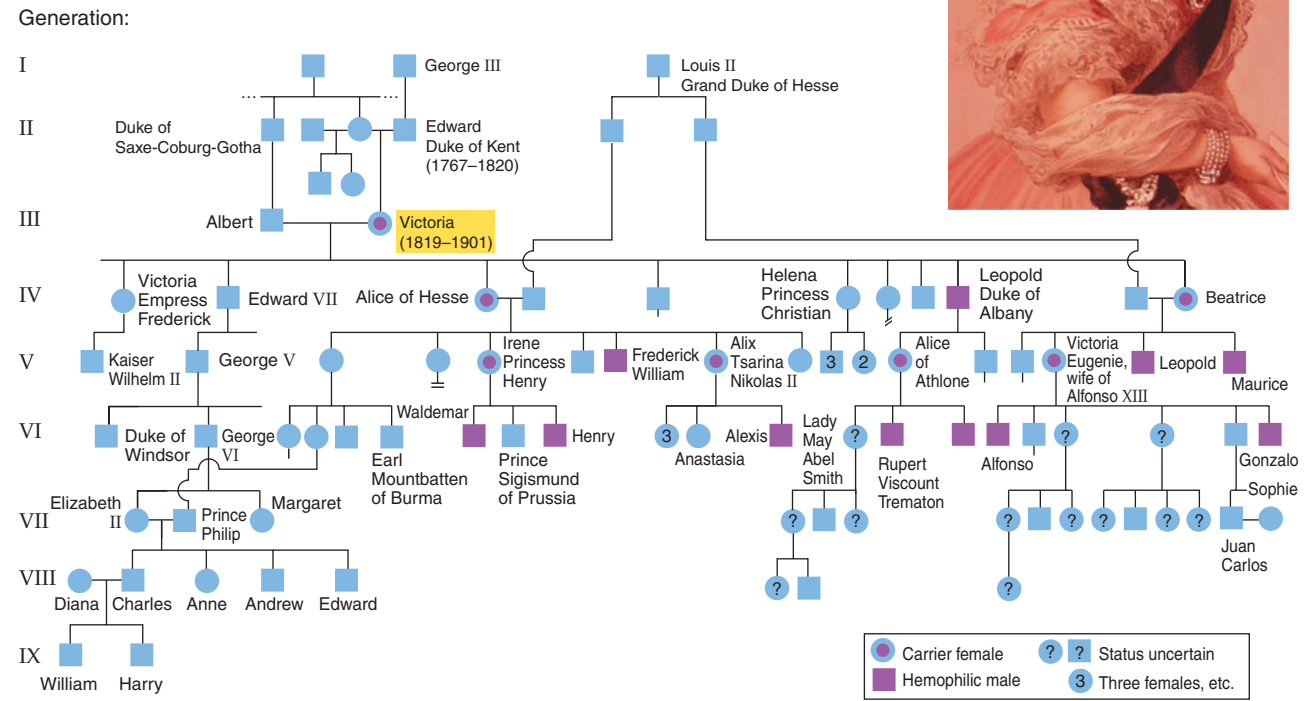 Generation:
I
George III
Louis II
Grand Duke of Hesse
...
...
II
Duke of
Saxe-Coburg-Gotha
Edward
Duke of Kent
(1767–1820)
III
Albert
Victoria
(1819–1901)
IV
Victoria
Empress
Frederick
Edward VII
Alice of Hesse
Helena
Princess
Christian
Leopold
Duke of
Albany
Beatrice
V
Kaiser
Wilhelm II
George V
Irene
Princess
Henry
Frederick
William
Alix
Tsarina
Nikolas II
3
2
Alice
of
Athlone
Victoria
Eugenie,
wife of
Alfonso XIII
Leopold
Maurice
VI
Duke of
Windsor
George
VI
Earl
Mountbatten
of Burma
Waldemar
Prince
Sigismund
of Prussia
Henry
3
Anastasia
Alexis
Lady
May
Abel
Smith
?
Rupert
Viscount
Trematon
Alfonso
?
?
Gonzalo
VII
Elizabeth
II
Prince
Philip
Margaret
?
?
?
?
?
?
?
Sophie
Juan
Carlos
VIII
Diana
Charles
Anne
Andrew
Edward
?
?
IX
William
Harry
Carrier female
Hemophilic male
? ? Status uncertain
3 Three females, etc.